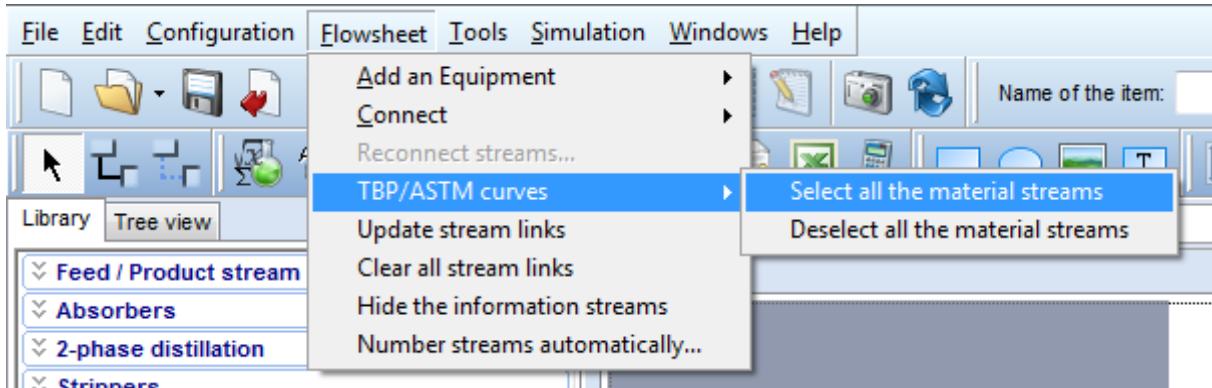 File Edit Configuration Flowsheet Tools Simulation Windows Help
Name of the item:
Add an Equipment
Connect
Reconnect streams...
TBP/ASTM curves
Select all the material streams
Deselect all the material streams
Update stream links
Clear all stream links
Hide the information streams
Number streams automatically...
Library Tree view
Feed / Product stream
Absorbers
2-phase distillation
Strippers